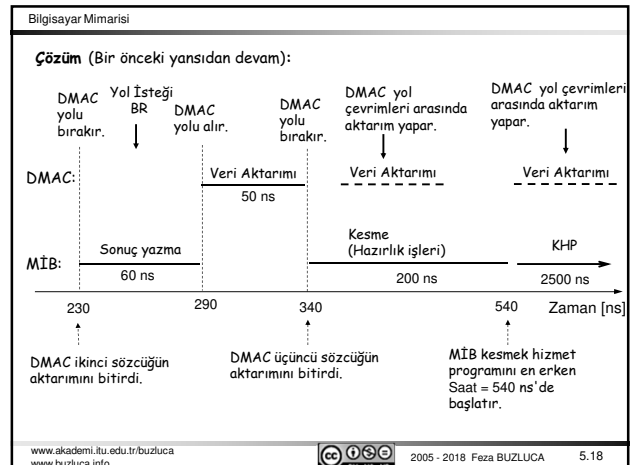 Bilgisayar Mimarisi
Çözüm (Bir önceki yansıdan devam):
DMAC
yolu
bırakır.
Yol İsteği
BR
DMAC
yolu alır.
DMAC
yolu
bırakır.
DMAC yol
çevrimleri arasında
aktarım yapar.
DMAC yol çevrimleri
arasında aktarım
yapar.
DMAC:
Veri Aktarımı
50 ns
Veri Aktarımı
Veri Aktarımı
MİB:
Sonuç yazma
60 ns
Kesme
(Hazırlık işleri)
200 ns
KHP
2500 ns
230
290
340
540
Zaman [ns]
DMAC ikinci sözcüğün
aktarımını bitirdi.
DMAC üçüncü sözcüğün
aktarımını bitirdi.
MİB kesmek hizmet
programını en erken
Saat = 540 ns'de
başlatır.
www.akademi.itu.edu.tr/buzluca
www.buzluca.info
2005 - 2018 Feza BUZLUCA
5.18